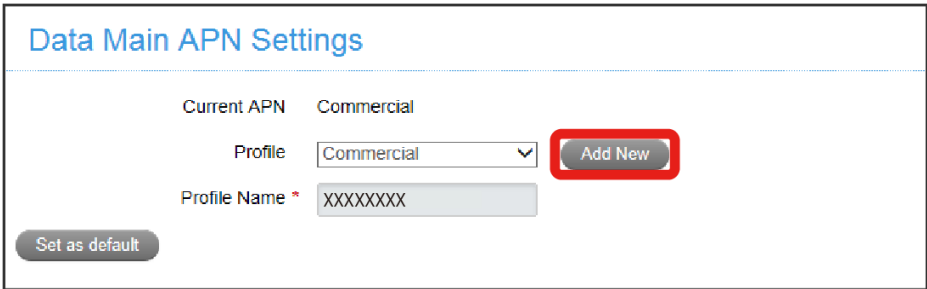 Data Main APN Settings
Current APN Commercial
Profile Commercial Add New
Profile Name * XXXXXXXX
Set as default